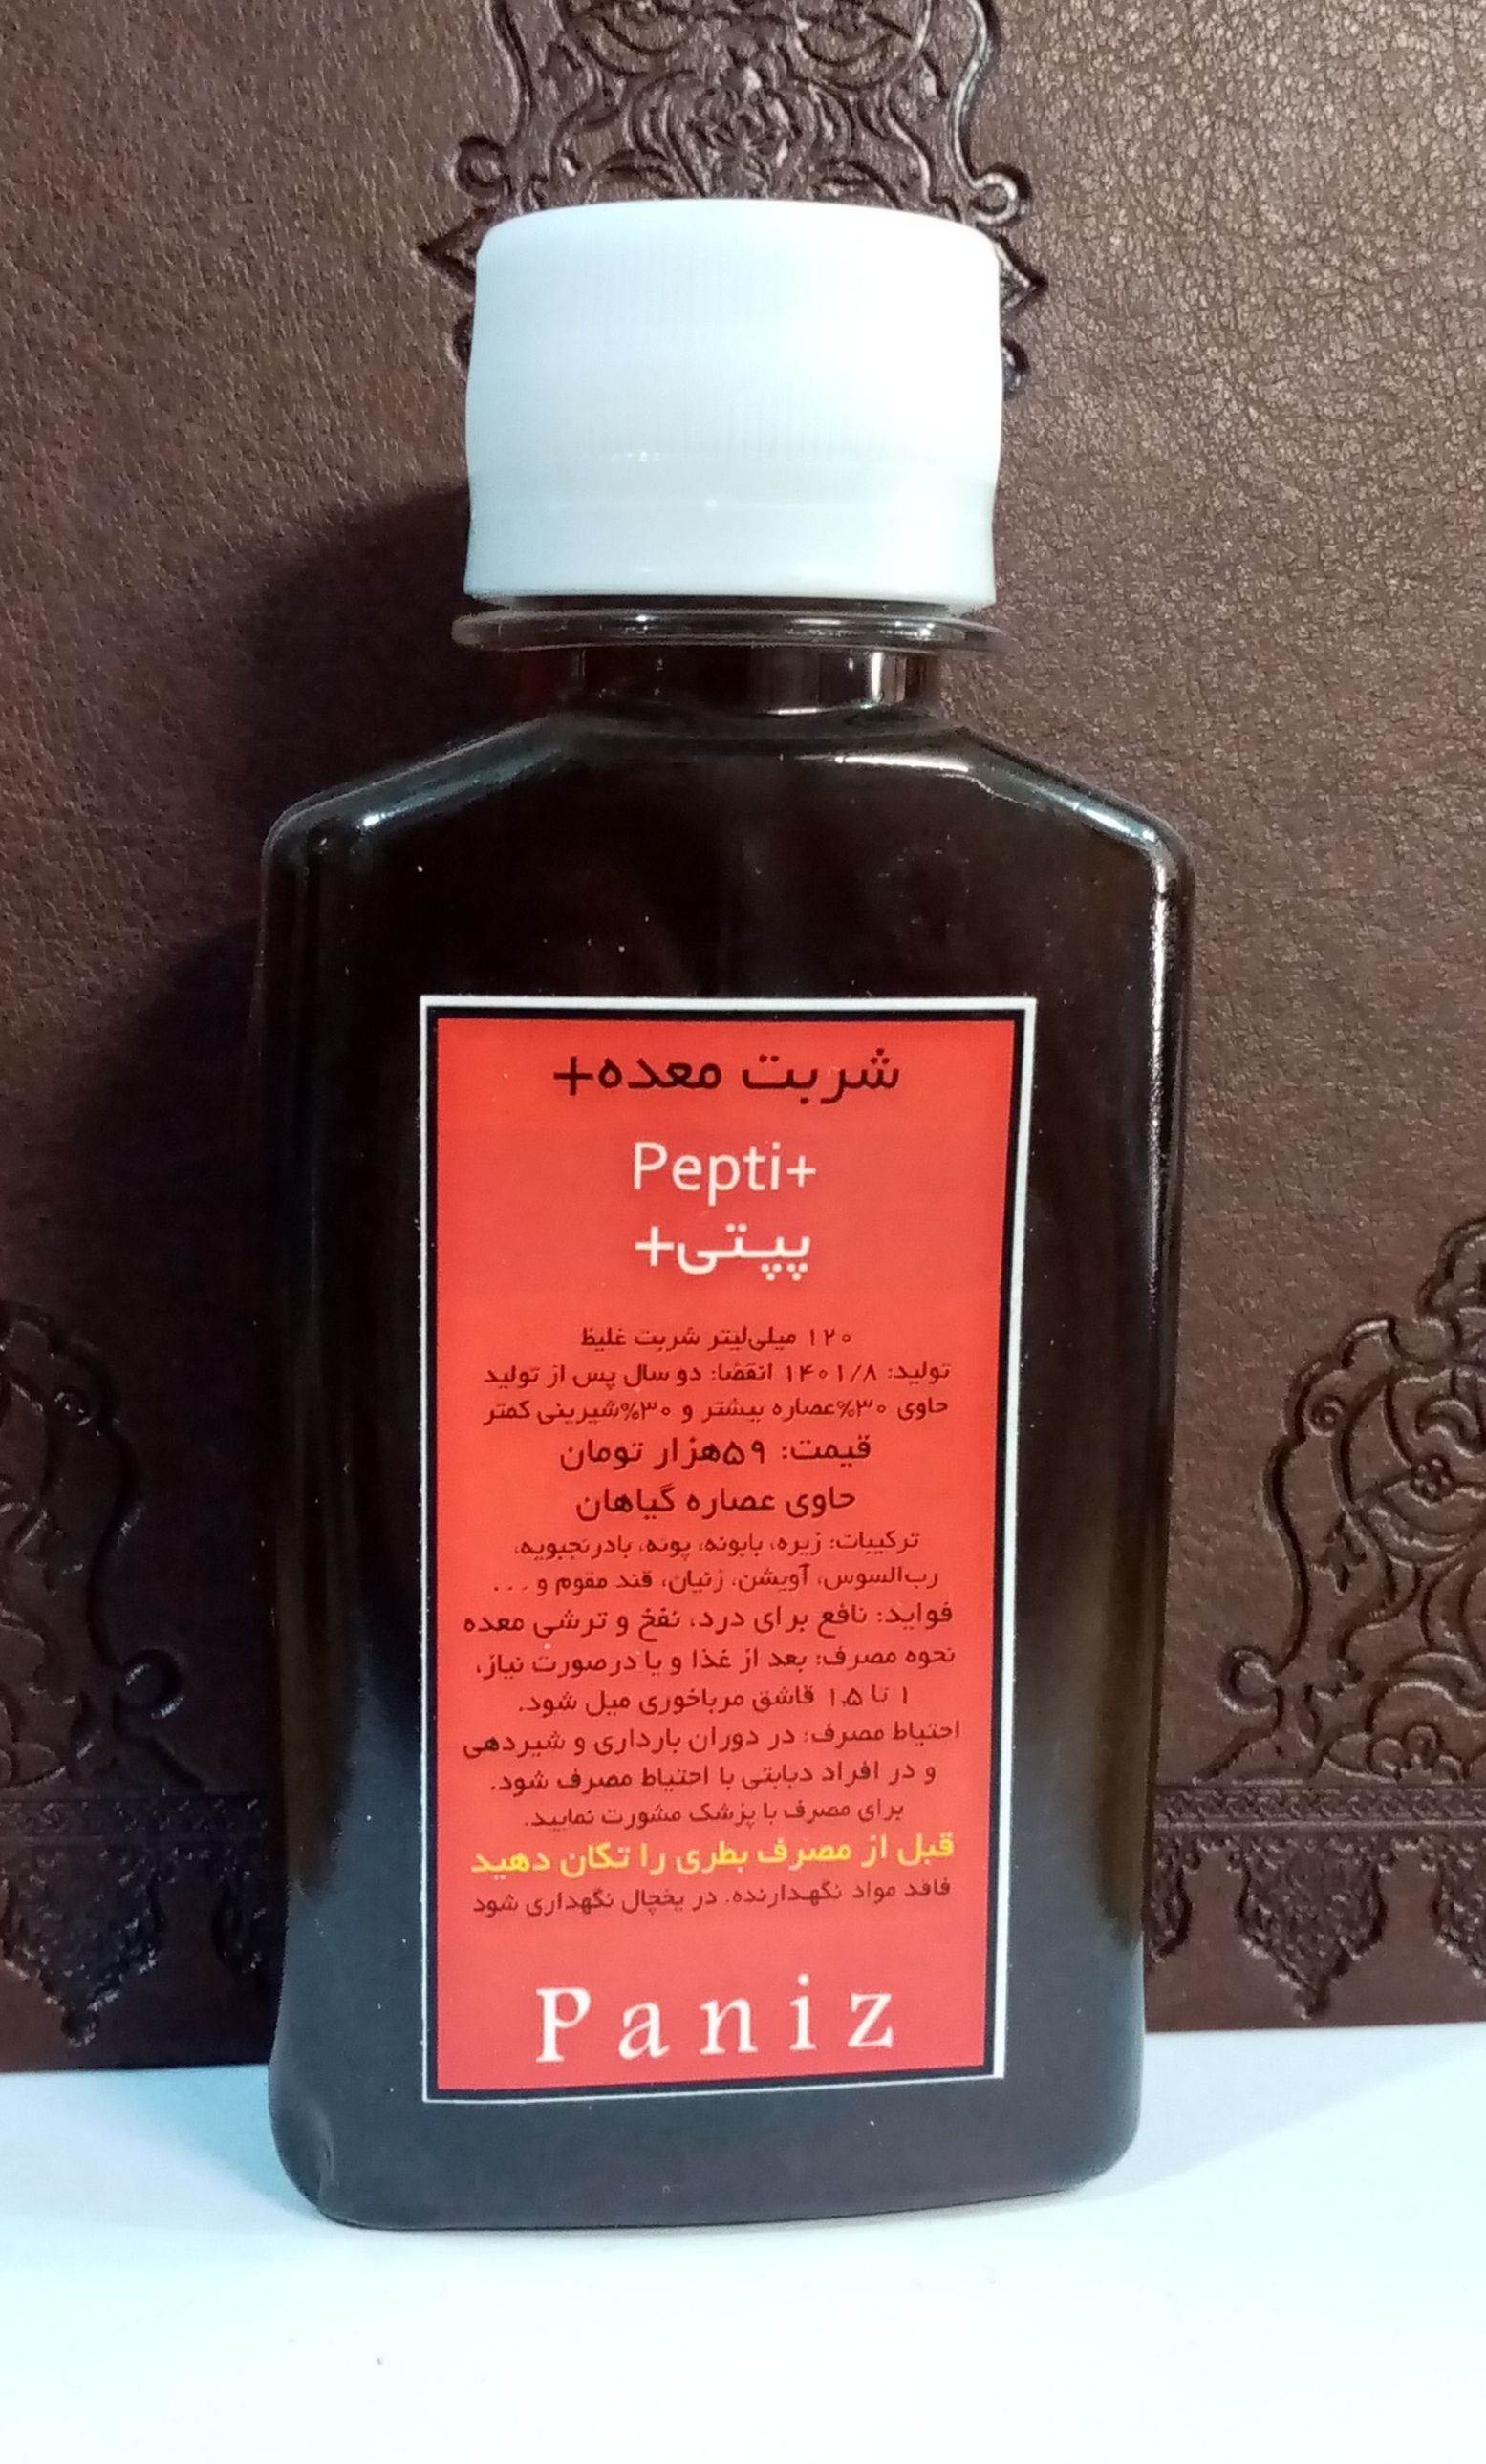 شربت معده+
Pepti+
پپتی+
۱۲۰ میلی‌لیتر شربت غلیظ
تولید: ۱۴۰۱/۸ انقضا: دو سال پس از تولید
حاوی ۳۰%عصاره بیشتر و ۳۰%شیرینی کمتر
قیمت: ۵۹هزار تومان
حاوی عصاره گیاهان
ترکیبات: زیره، بابونه، پونه، بادرنجبویه،
رب‌السوس، آویشن، زنیان، قند مقوم و ...
فواید: نافع برای درد، نفخ و ترشی معده
نحوه مصرف: بعد از غذا و یا درصورت نیاز،
۱ تا ۱.۵ قاشق مرباخوری میل شود.
احتیاط مصرف: در دوران بارداری و شیردهی
و در افراد دیابتی با احتیاط مصرف شود.
برای مصرف با پزشک مشورت نمایید.
قبل از مصرف بطری را تکان دهید
فاقد مواد نگهدارنده. در یخچال نگهداری شود
Paniz